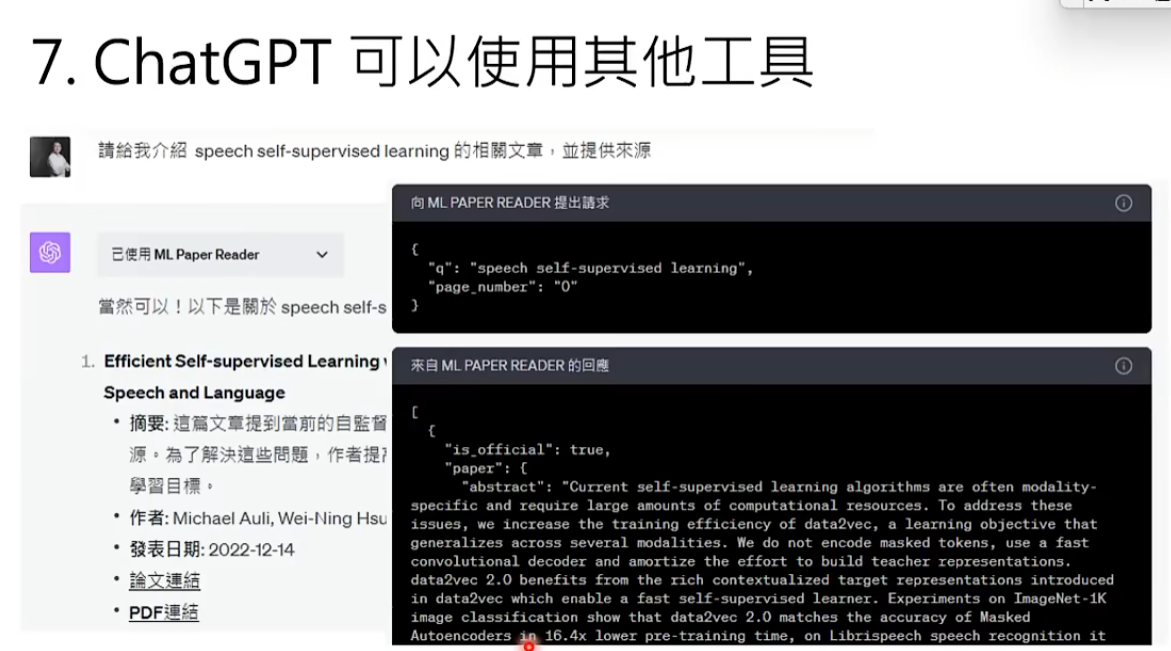 7. ChatGPT 可以使用其他工具
請給我介紹 speech self-supervised learning 的相關文章，並提供來源
已使用 ML Paper Reader
當然可以！以下是關於 speech self-s
1. Efficient Self-supervised Learning
Speech and Language
• 摘要: 這篇文章提到當前的自監督
源。為了解決這些問題，作者提
學習目標。
• 作者: Michael Auli, Wei-Ning Hsu
• 發表日期: 2022-12-14
• 論文連結
• PDF連結
向 ML PAPER READER 提出請求
{
"q": "speech self-supervised learning",
"page_number": "0"
}
來自 ML PAPER READER 的回應
[
{
"is_official": true,
"paper": {
"abstract": "Current self-supervised learning algorithms are often modality-
specific and require large amounts of computational resources. To address these
issues, we increase the training efficiency of data2vec, a learning objective that
generalizes across several modalities. We do not encode masked tokens, use a fast
convolutional decoder and amortize the effort to build teacher representations.
data2vec 2.0 benefits from the rich contextualized target representations introduced
in data2vec which enable a fast self-supervised learner. Experiments on ImageNet-1K
image classification show that data2vec 2.0 matches the accuracy of Masked
Autoencoders in 16.4x lower pre-training time, on Librispeech speech recognition it